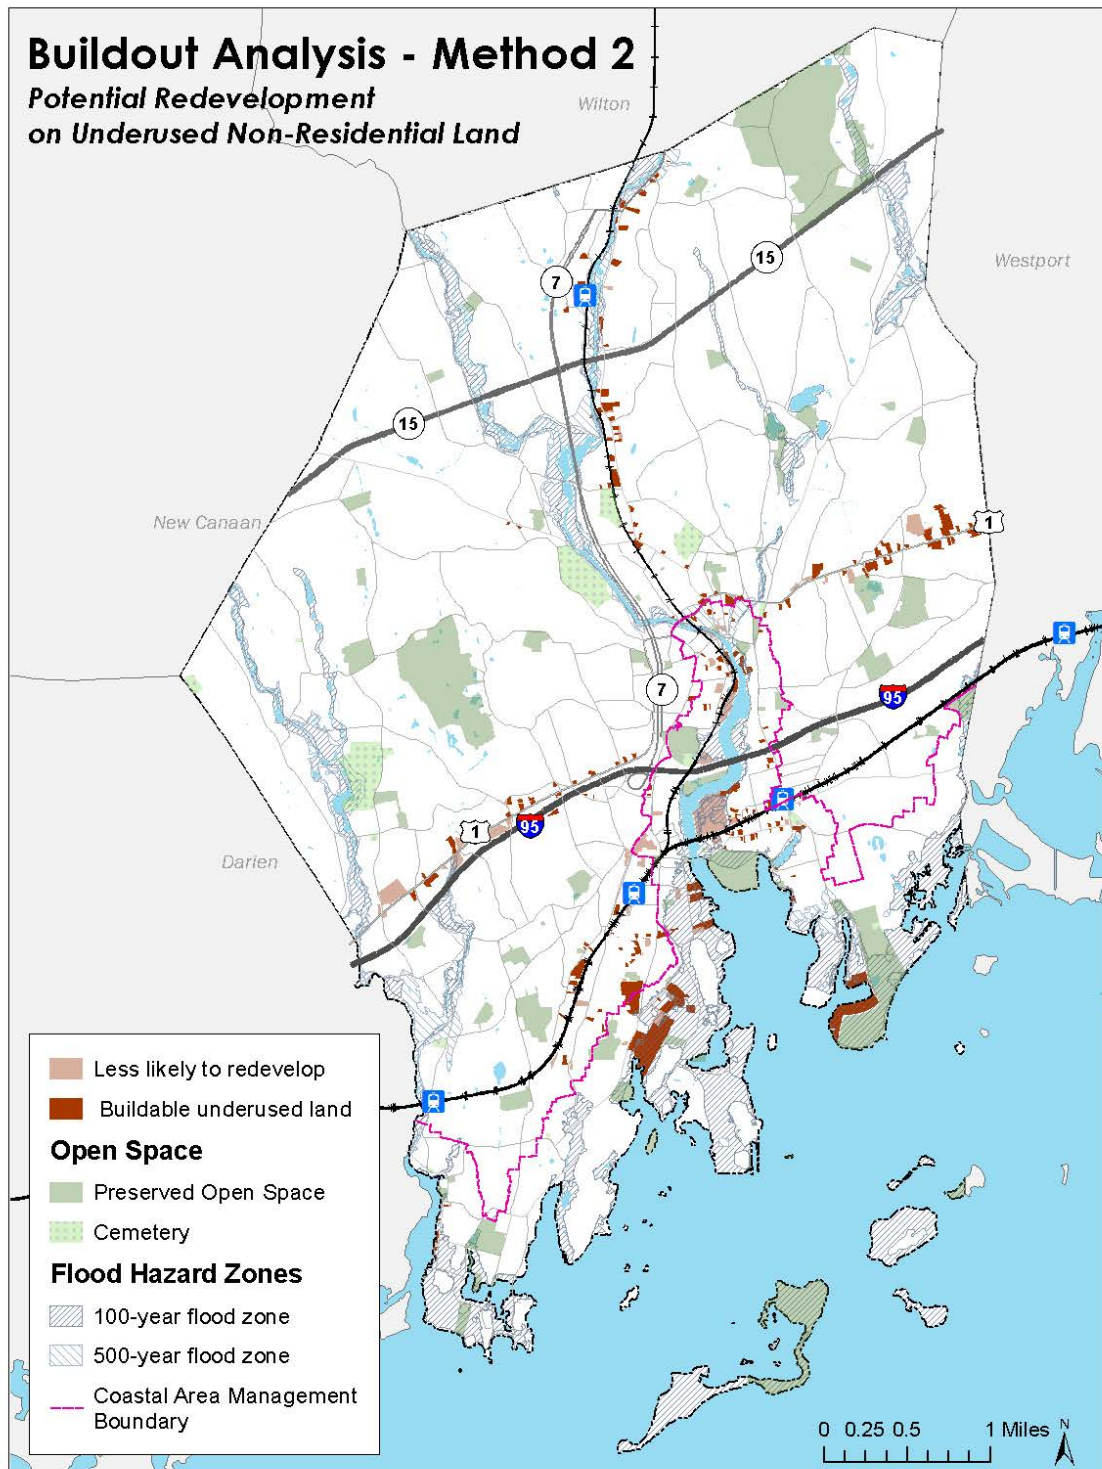 Buildout Analysis - Method 2
Potential Redevelopment
on Underused Non-Residential Land
Wilton
15
7
Westport
15
New Canaan
1
7
95
1
95
Darien
Less likely to redevelop
Buildable underused land
Open Space
Preserved Open Space
Cemetery
Flood Hazard Zones
100-year flood zone
500-year flood zone
Coastal Area Management
Boundary
0 0.25 0.5 1 Miles
N